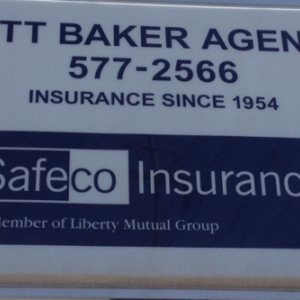 TT BAKER AGEN
577-2566
INSURANCE SINCE 1954
Safeco Insuranc
Member of Liberty Mutual Group